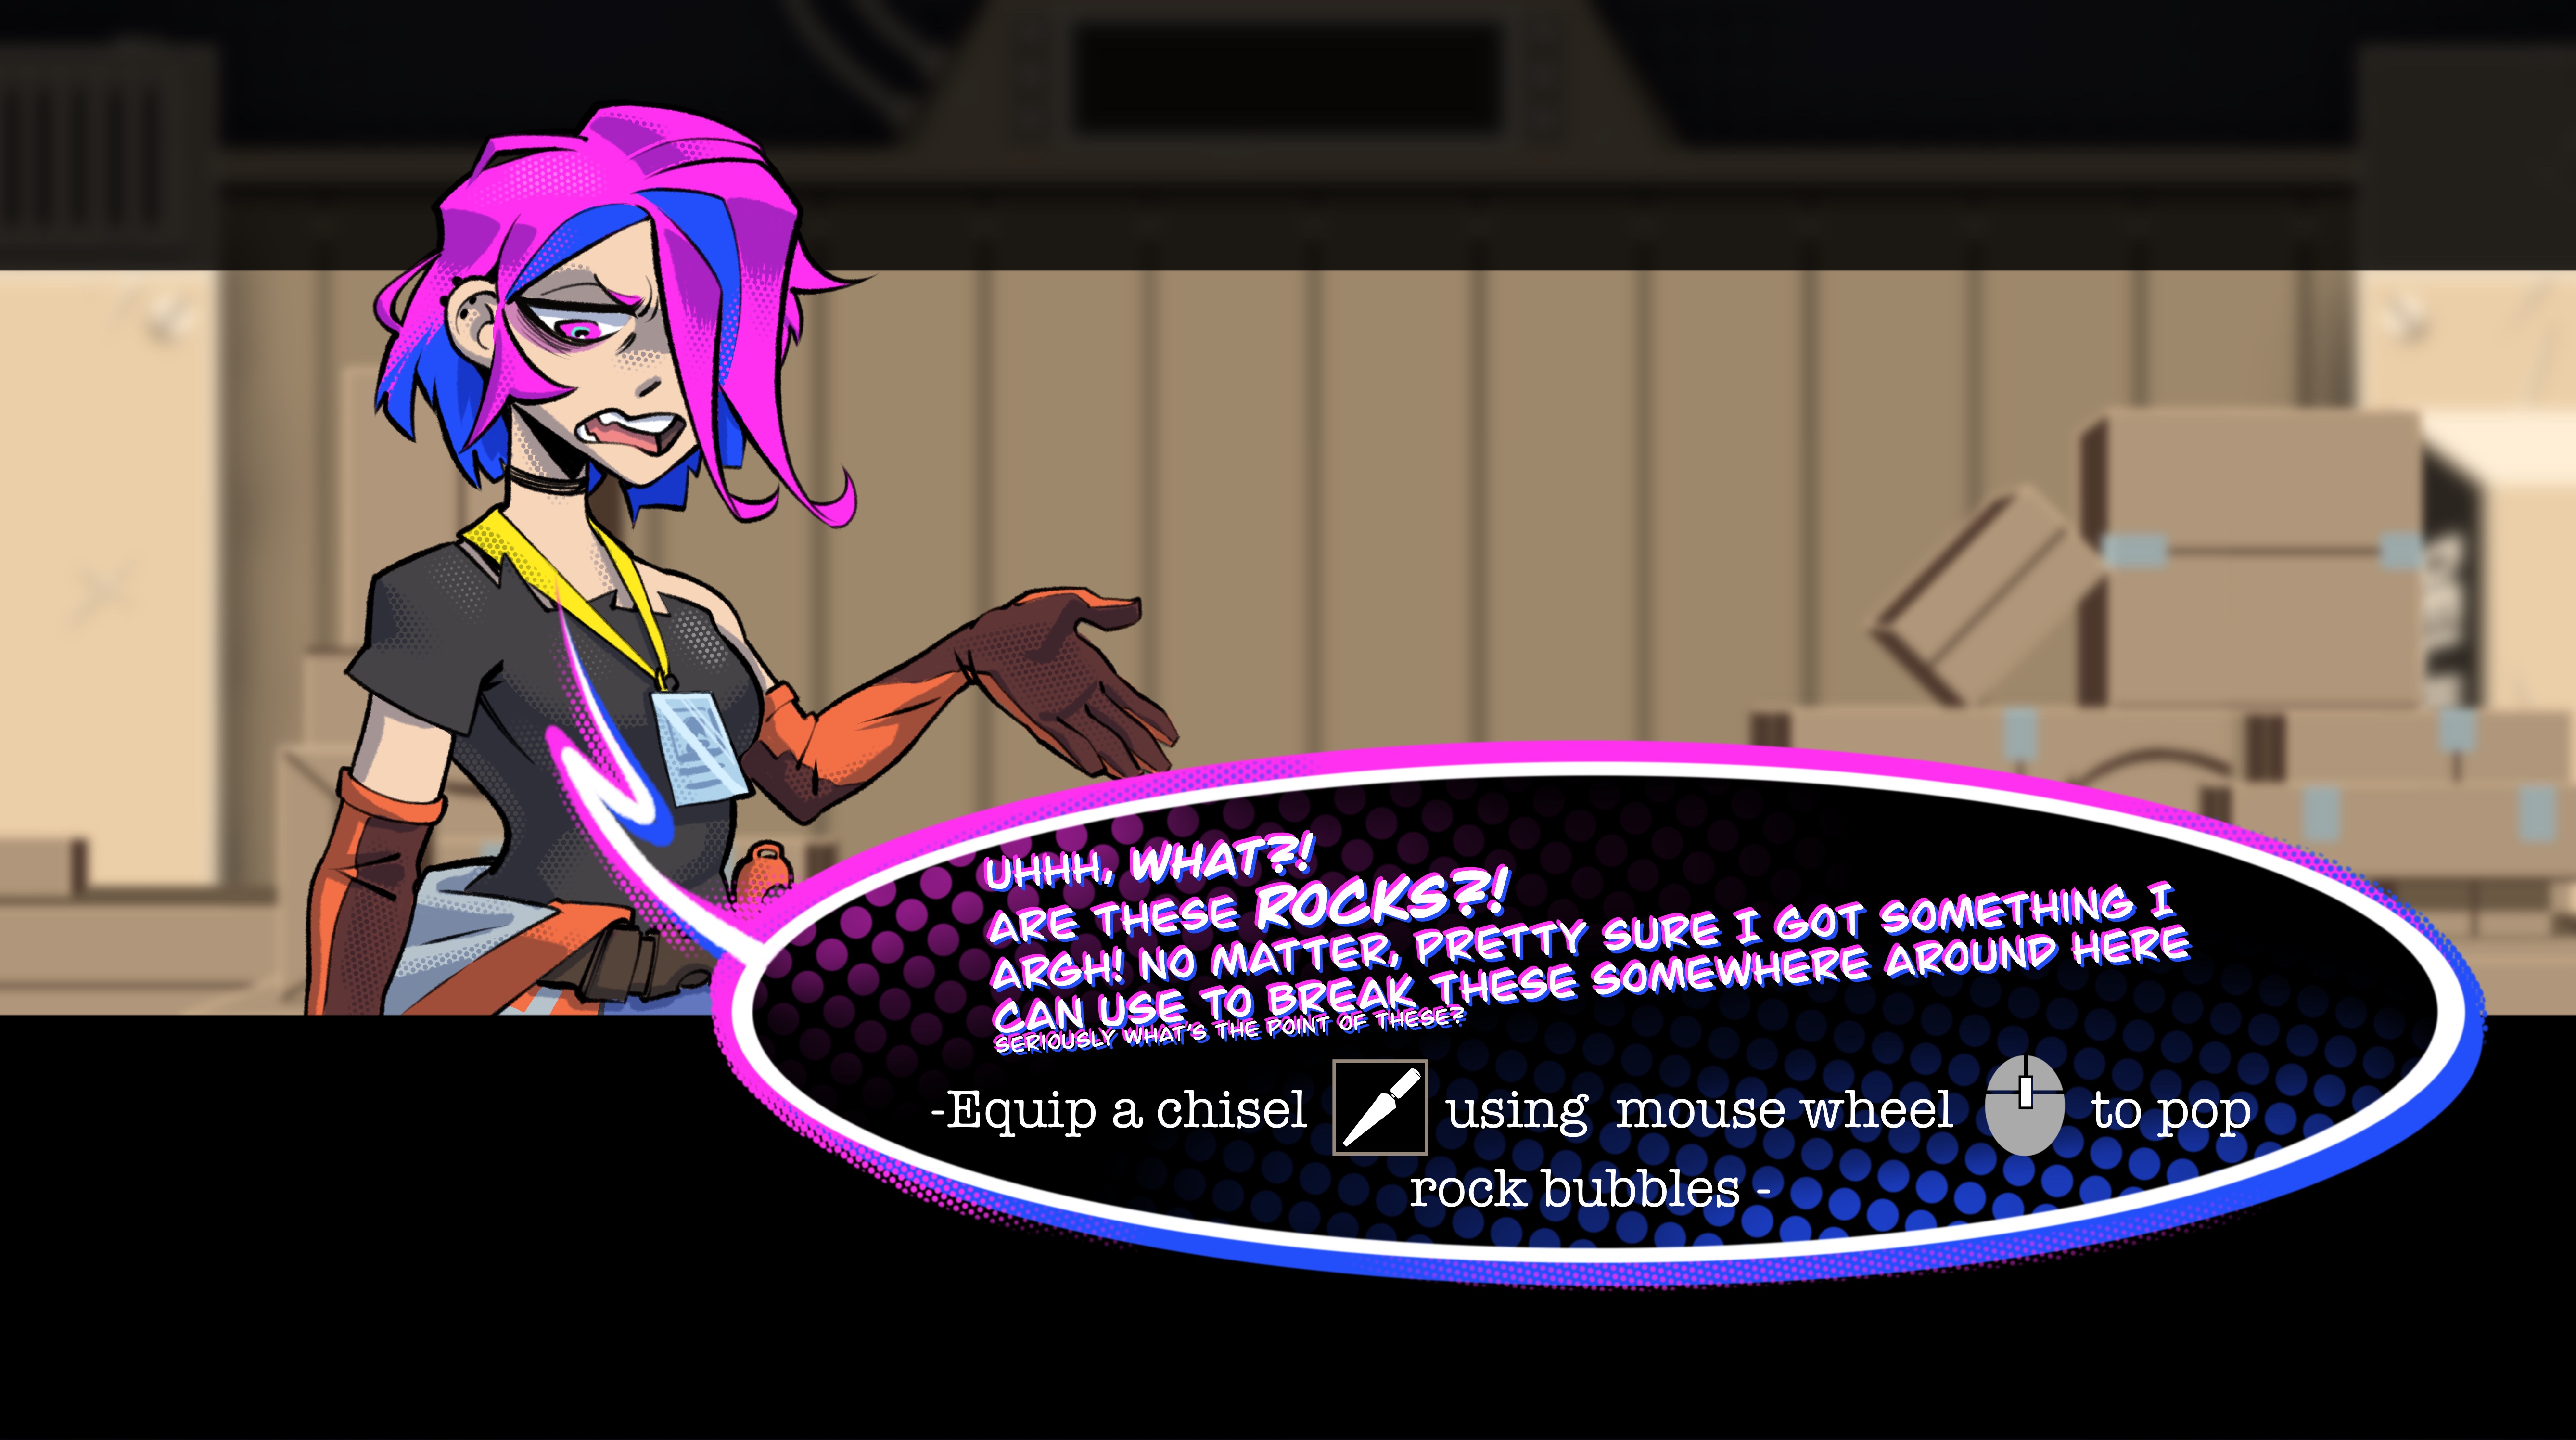 UHHH, WHAT?!
ARE THESE ROCKS?!
ARGH! NO MATTER, PRETTY SURE I GOT SOMETHING I
CAN USE TO BREAK THESE SOMEWHERE AROUND HERE
SERIOUSLY WHAT'S THE POINT OF THESE?
-Equip a chisel using mouse wheel to pop
rock bubbles -